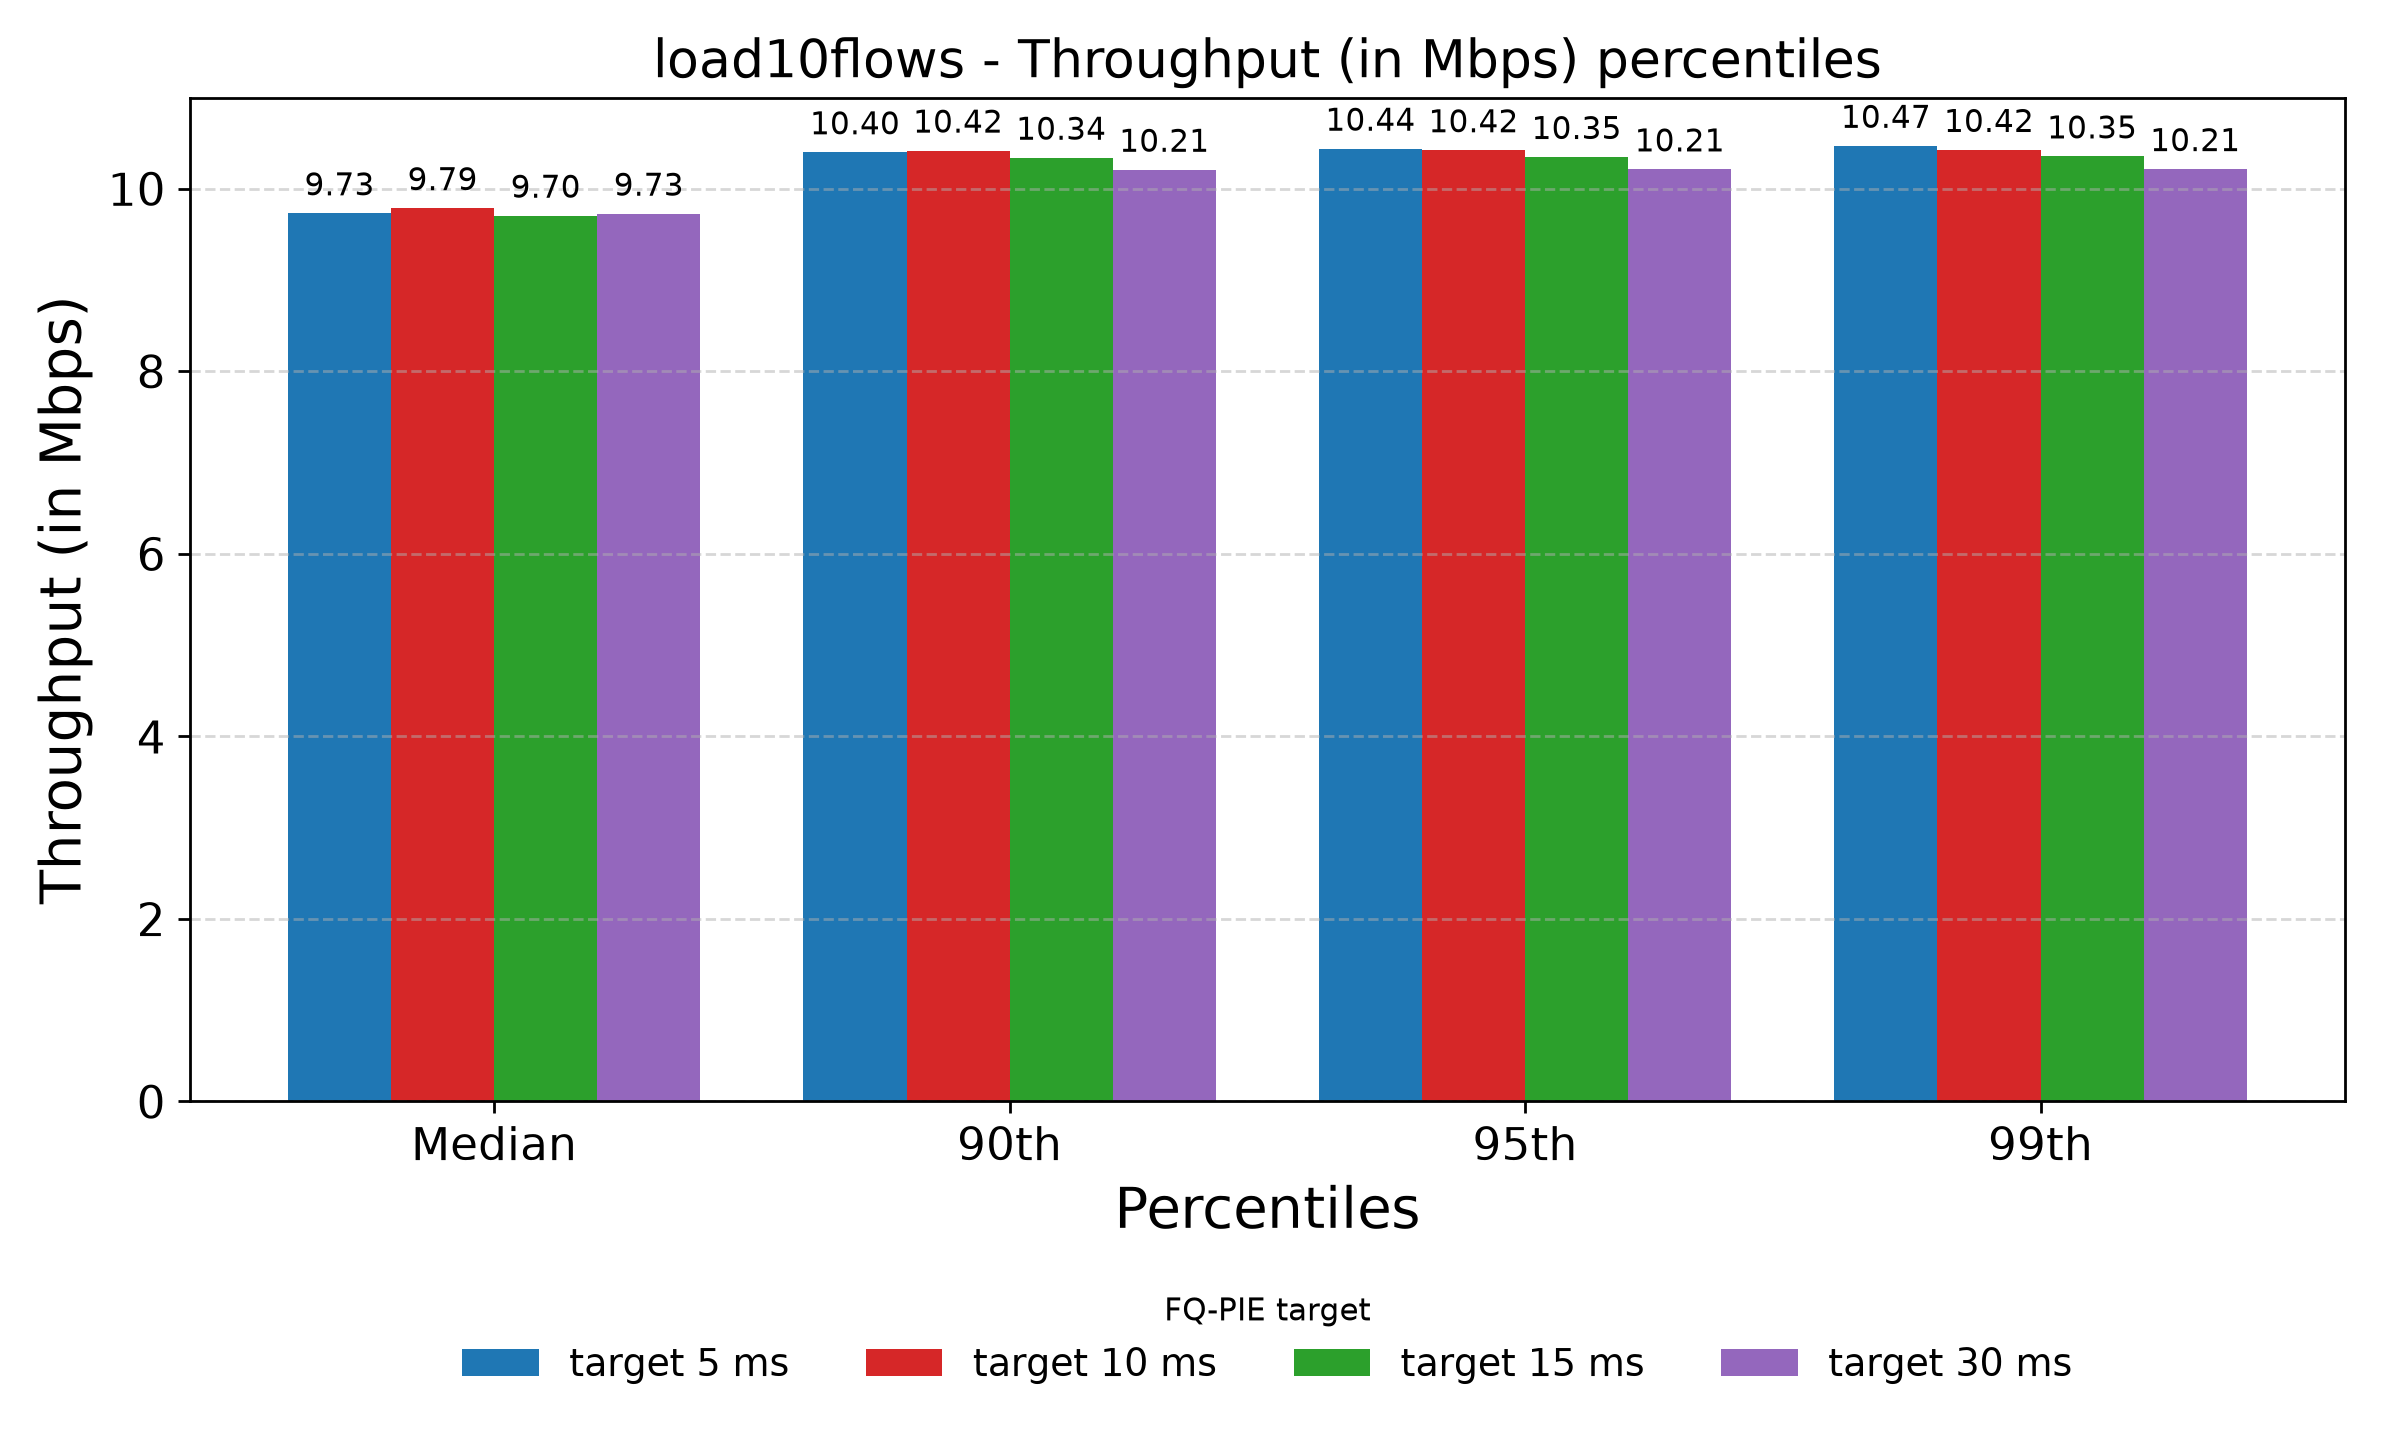 load10flows - Throughput (in Mbps) percentiles
Throughput (in Mbps)
10
8
6
4
2
0
9.73 9.79 9.70 9.73
10.40 10.42 10.34 10.21
10.44 10.42 10.35 10.21
10.47 10.42 10.35 10.21
Median 90th 95th 99th
Percentiles
FQ-PIE target
target 5 ms target 10 ms target 15 ms target 30 ms